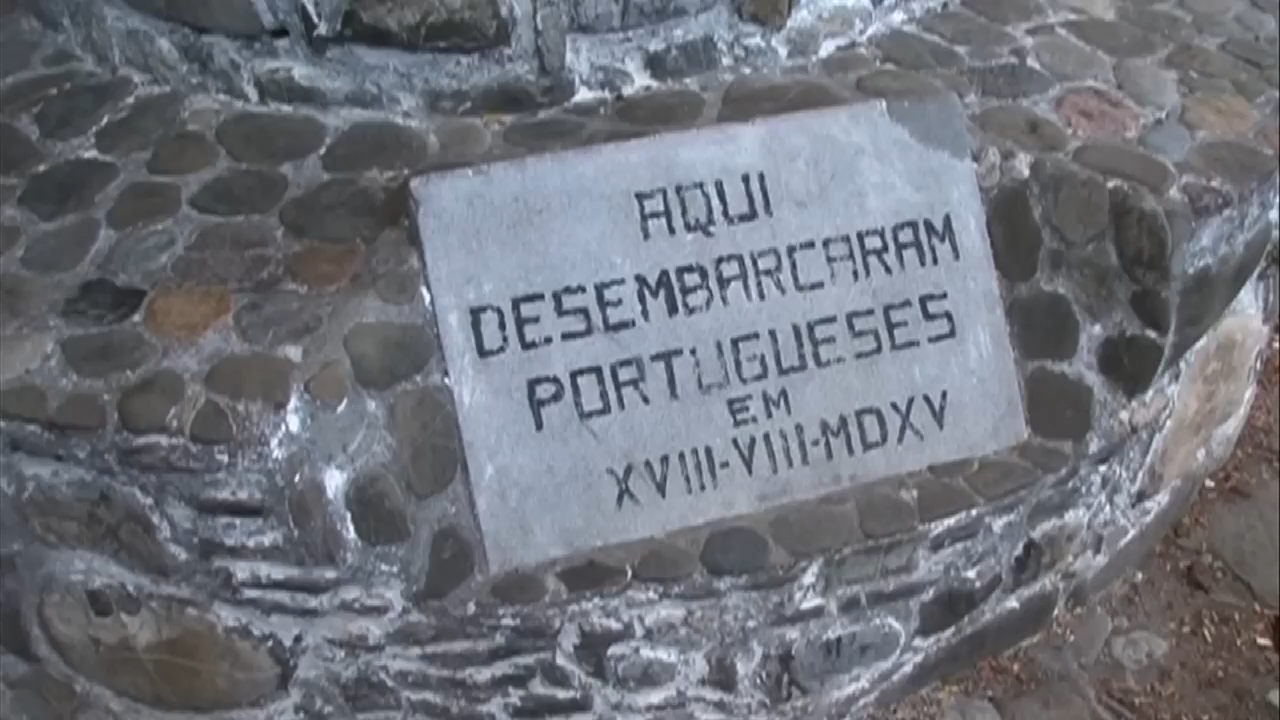 AQUI
DESEMBARCARAM
PORTUGUESES
EM
XVIII-VIII-MDXV